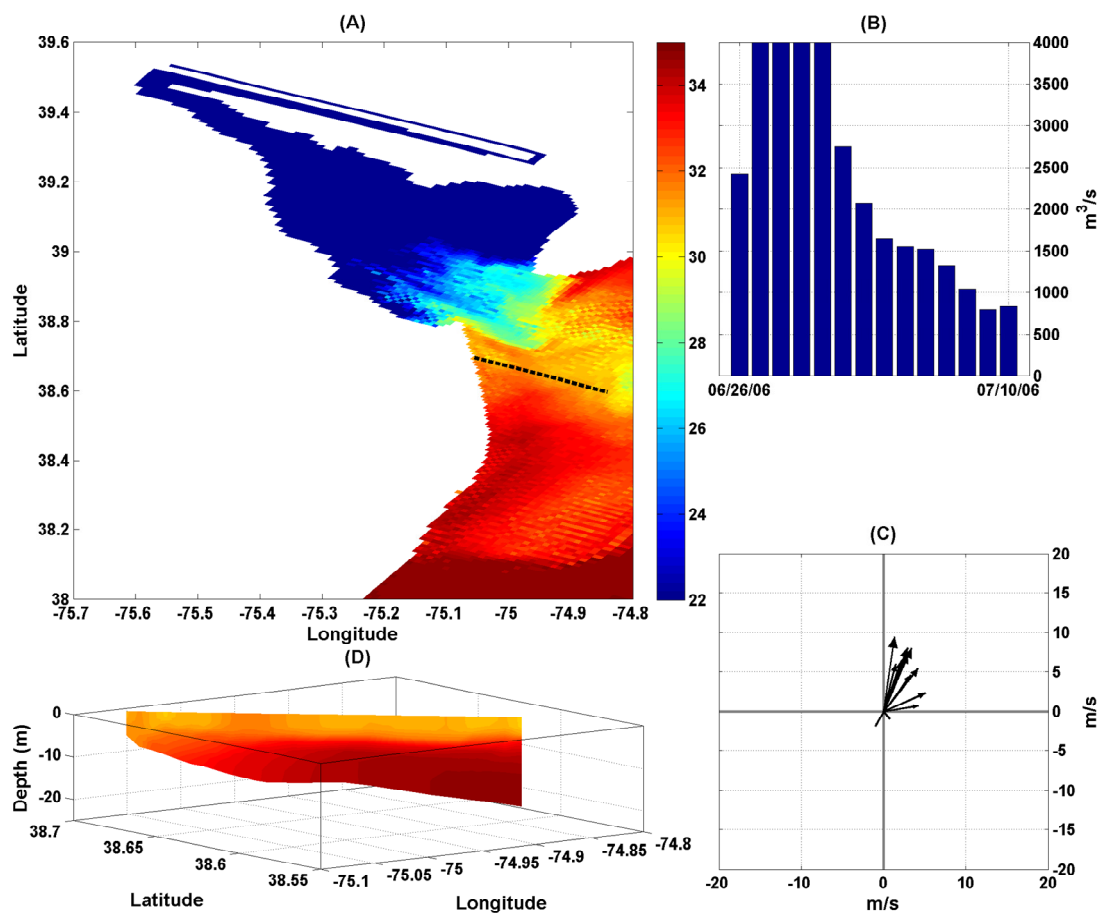 (A)
39.6
39.4
39.2
39
38.8
38.6
38.4
38.2
38
Latitude
-75.7 -75.6 -75.5 -75.4 -75.3 -75.2 -75.1 -75 -74.9 -74.8
Longitude
34
32
30
28
26
24
22
(B)
4000
3500
3000
2500
2000
1500
1000
500
0
m³/s
06/26/06 07/10/06
(C)
20
15
10
5
0
-5
-10
-15
-20
m/s
-20 -10 0 10 20
m/s
(D)
0
-10
-20
Depth (m)
38.7
38.65
38.6
38.55
Latitude
-75.1 -75.05 -75 -74.95 -74.9 -74.85 -74.8
Longitude